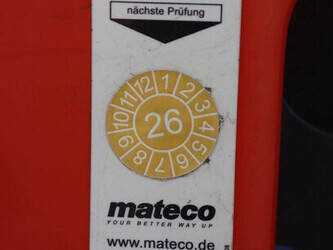 nächste Prüfung
12 1 2 3 4 5 6 7 8 9 10 11
26
mateco
YOUR BETTER WAY UP
www.mateco.de